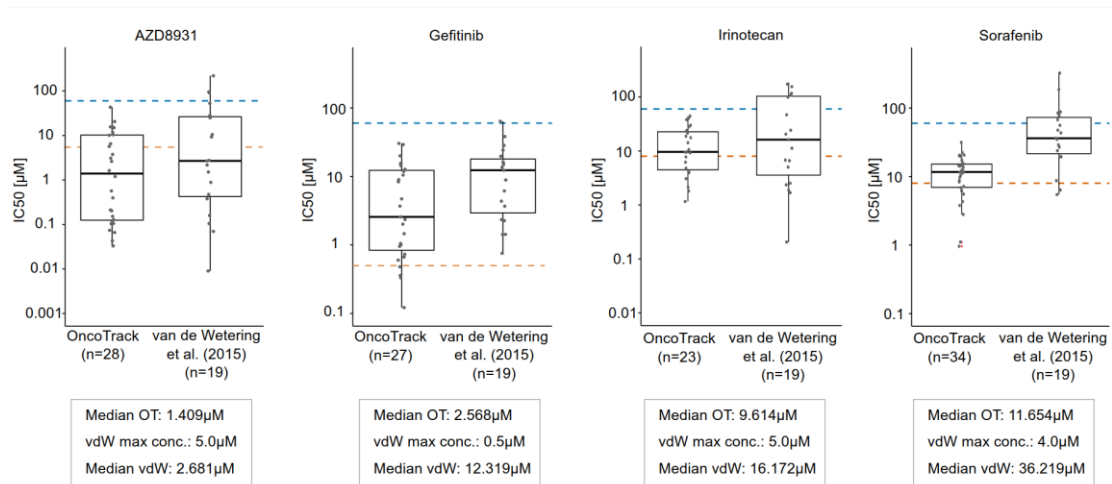 AZD8931
IC50 [µM]
100
10
1
0.1
0.01
0.001
OncoTrack
(n=28)
van de Wetering
et al. (2015)
(n=19)
Median OT: 1.409µM
vdW max conc.: 5.0µM
Median vdW: 2.681µM
Gefitinib
IC50 [µM]
100
10
1
0.1
OncoTrack
(n=27)
van de Wetering
et al. (2015)
(n=19)
Median OT: 2.568µM
vdW max conc.: 0.5µM
Median vdW: 12.319µM
Irinotecan
IC50 [µM]
100
10
1
0.1
0.01
OncoTrack
(n=23)
van de Wetering
et al. (2015)
(n=19)
Median OT: 9.614µM
vdW max conc.: 5.0µM
Median vdW: 16.172µM
Sorafenib
IC50 [µM]
100
10
1
0.1
OncoTrack
(n=34)
van de Wetering
et al. (2015)
(n=19)
Median OT: 11.654µM
vdW max conc.: 4.0µM
Median vdW: 36.219µM